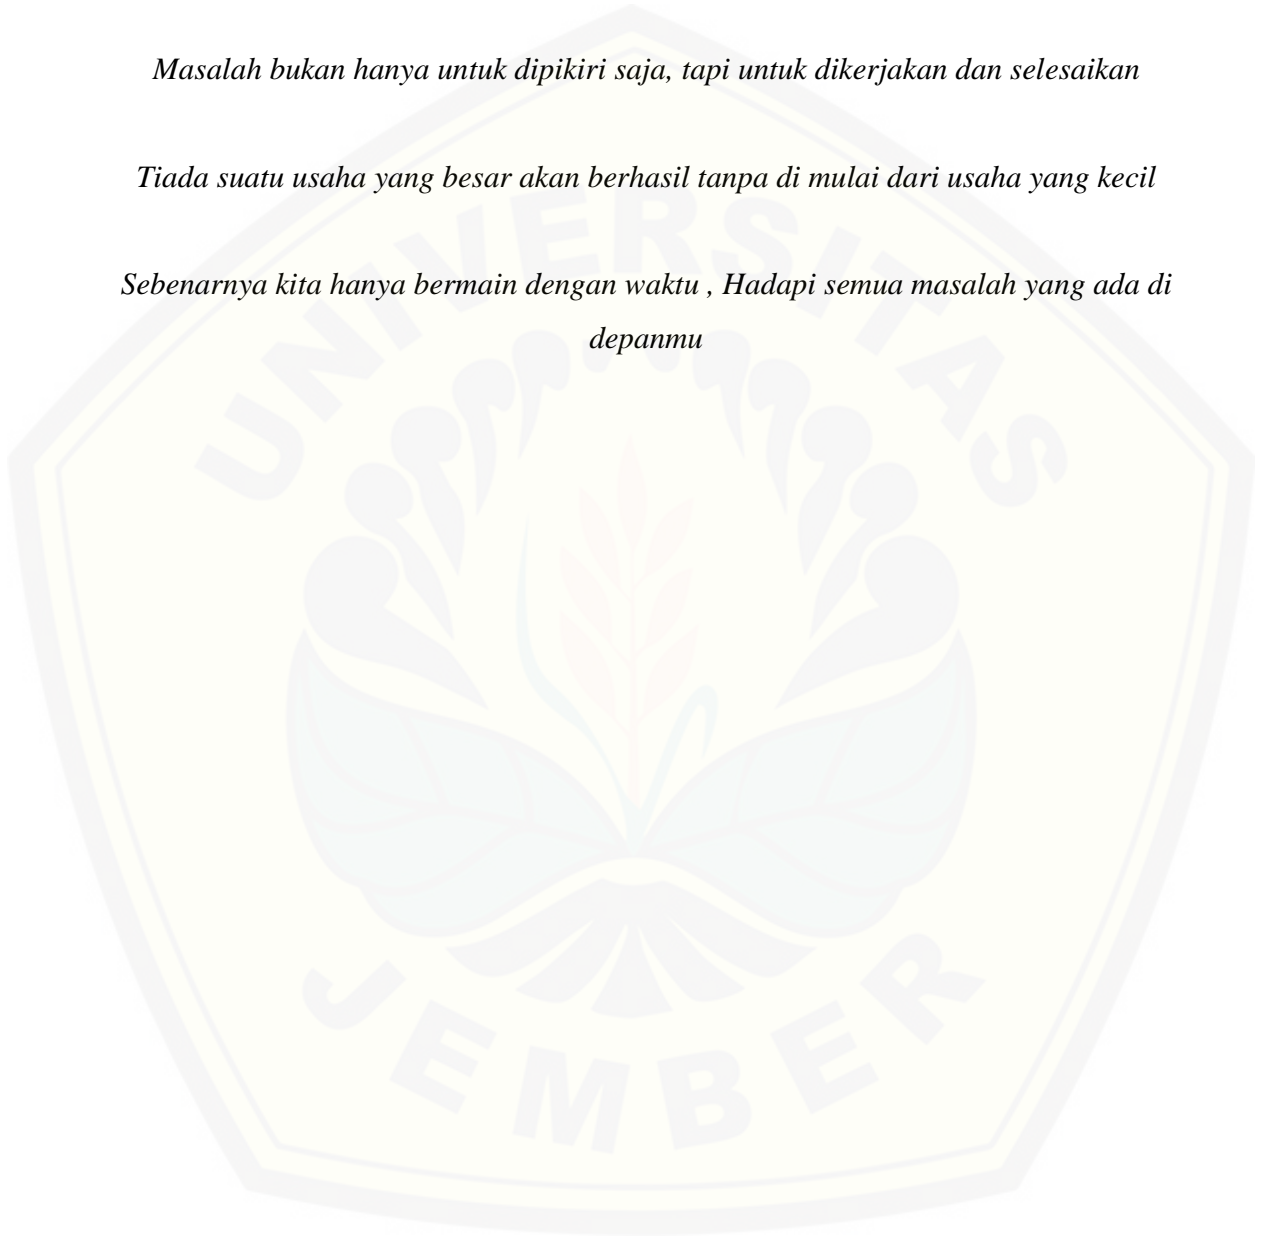 Masalah bukan hanya untuk dipikiri saja, tapi untuk dikerjakan dan selesaikan
Tiada suatu usaha yang besar akan berhasil tanpa di mulai dari usaha yang kecil
Sebenarnya kita hanya bermain dengan waktu , Hadapi semua masalah yang ada di
depanmu
UNIVERSITAS
JEMBER